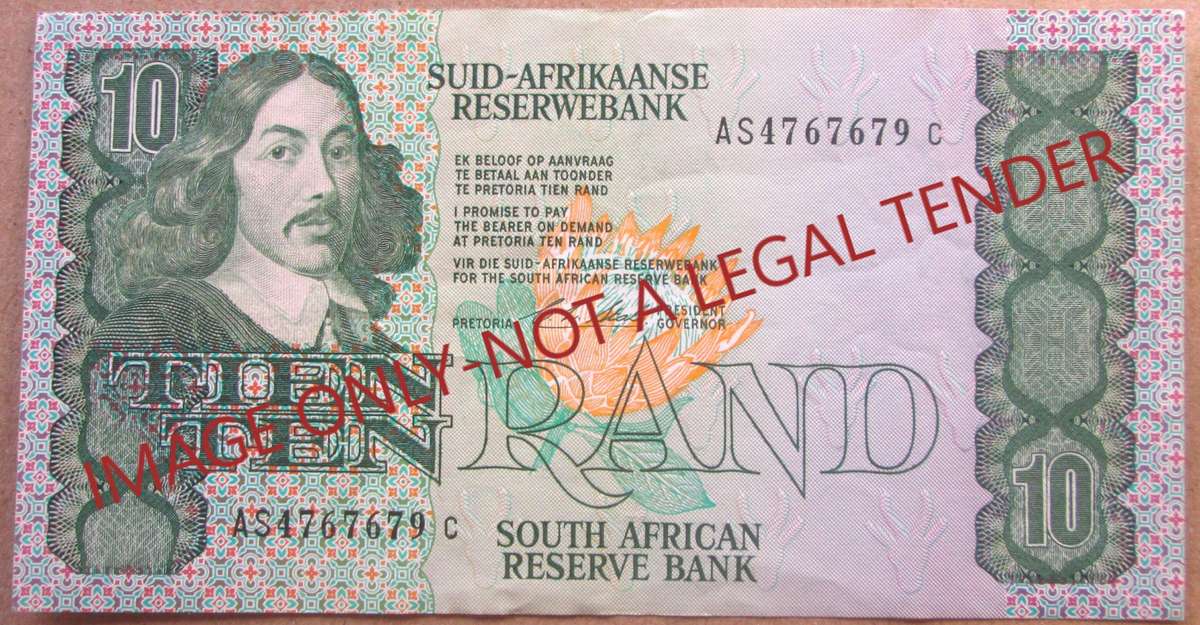 10
SUID-AFRIKAANSE
RESERWEBANK
AS4767679 C
EK BELOOF OP AANVRAAG
TE BETAAL AAN TOONDER
TE PRETORIA TIEN RAND
I PROMISE TO PAY
THE BEARER ON DEMAND
AT PRETORIA TEN RAND
VIR DIE SUID-AFRIKAANSE RESERWEBANK
FOR THE SOUTH AFRICAN RESERVE BANK
PRETORIA
PRESIDENT
GOVERNOR
IMAGE ONLY-NOT A LEGAL TENDER
TIEN
TEN
RAND
10
AS4767679 C
SOUTH AFRICAN
RESERVE BANK